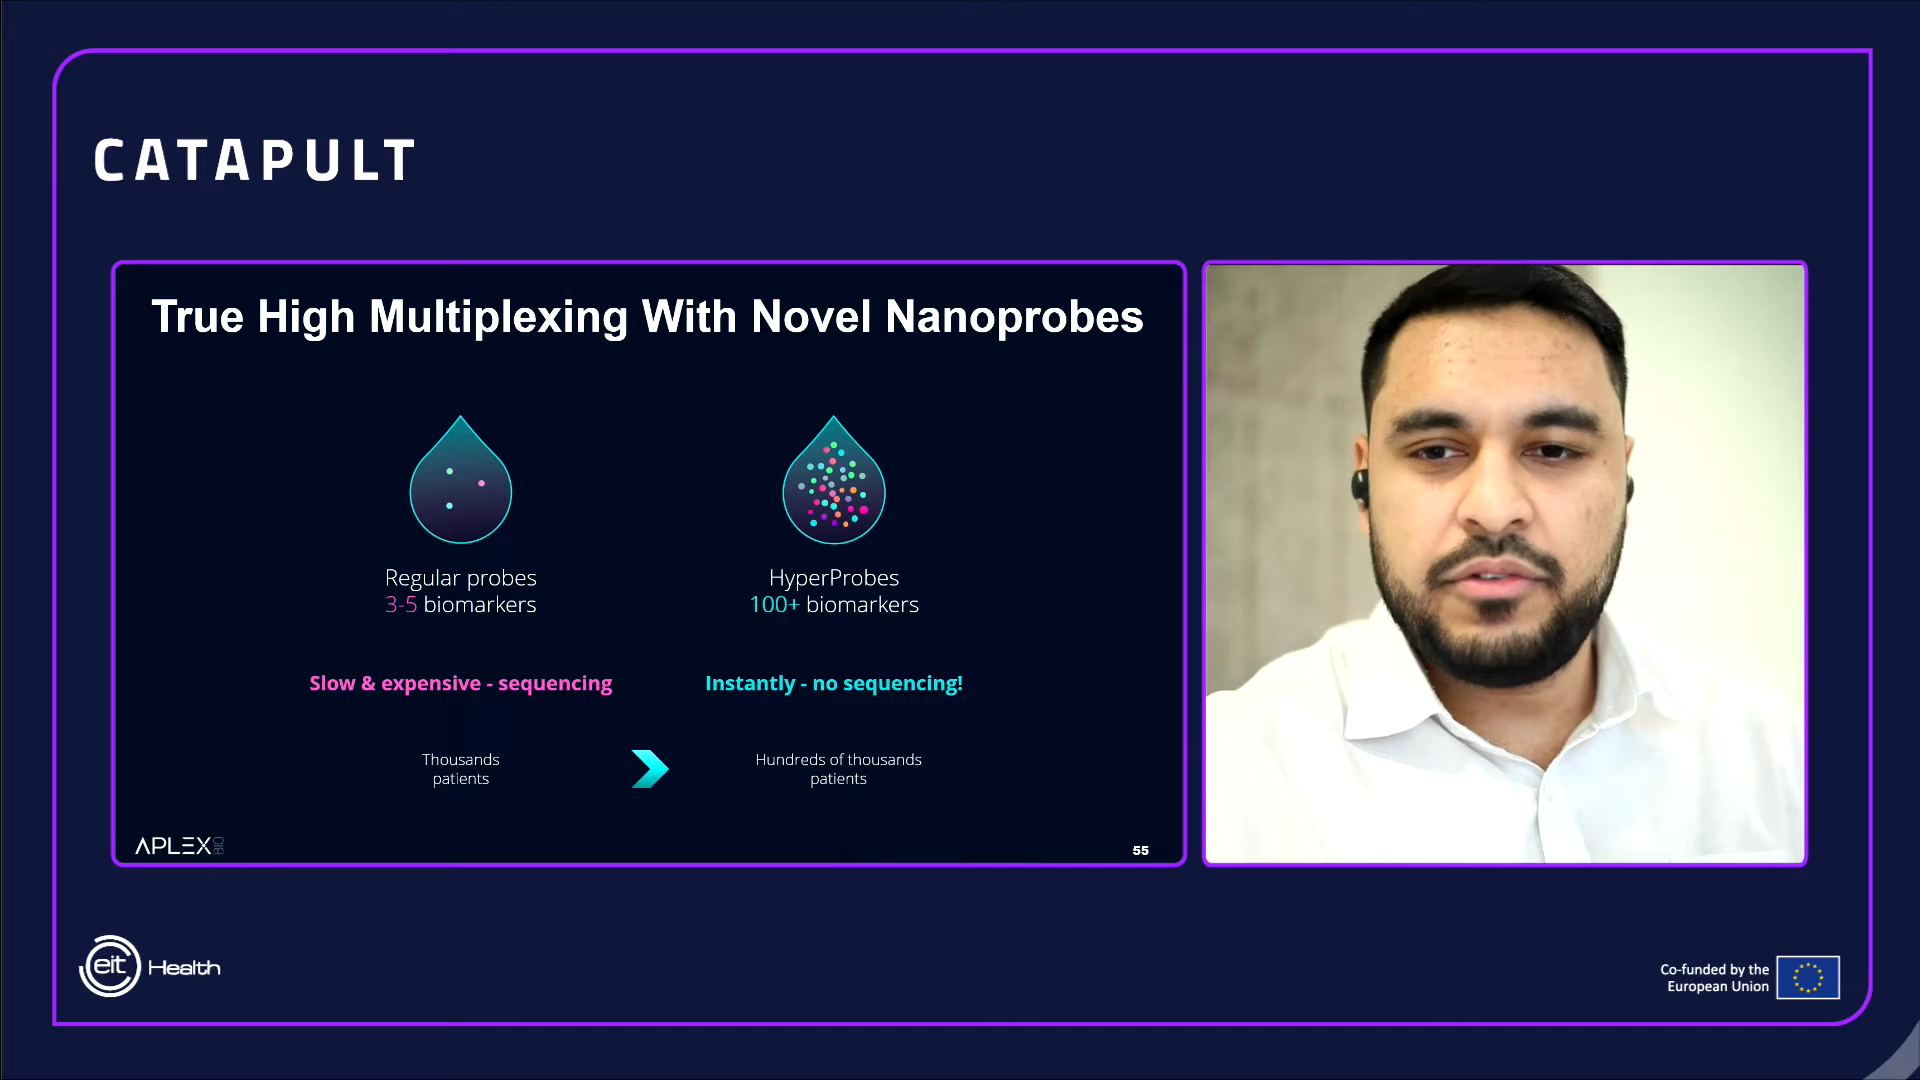 CATAPULT
True High Multiplexing With Novel Nanoprobes
Regular probes
3-5 biomarkers
HyperProbes
100+ biomarkers
Slow & expensive - sequencing
Instantly - no sequencing!
Thousands
patients
Hundreds of thousands
patients
APLEX BIO
55
eit Health
Co-funded by the
European Union